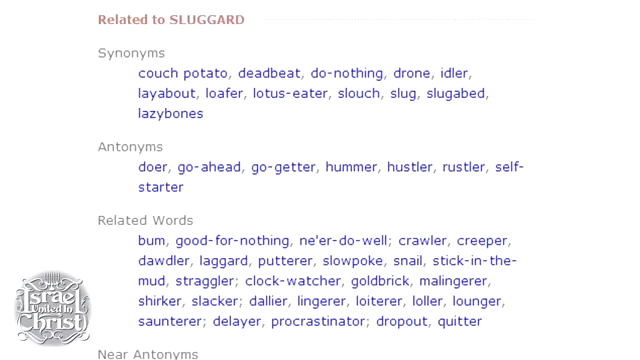 Related to SLUGGARD
Synonyms
couch potato, deadbeat, do-nothing, drone, idler,
layabout, loafer, lotus-eater, slouch, slug, slugabed,
lazybones
Antonyms
doer, go-ahead, go-getter, hummer, hustler, rustler, self-
starter
Related Words
bum, good-for-nothing, ne'er-do-well; crawler, creeper,
dawdler, laggard, putterer, slowpoke, snail, stick-in-the-
mud, straggler; clock-watcher, goldbrick, malingerer,
shirker, slacker; dallier, lingerer, loiterer, loller, lounger,
saunterer; delayer, procrastinator; dropout, quitter
Near Antonyms
Israel
United In
Christ